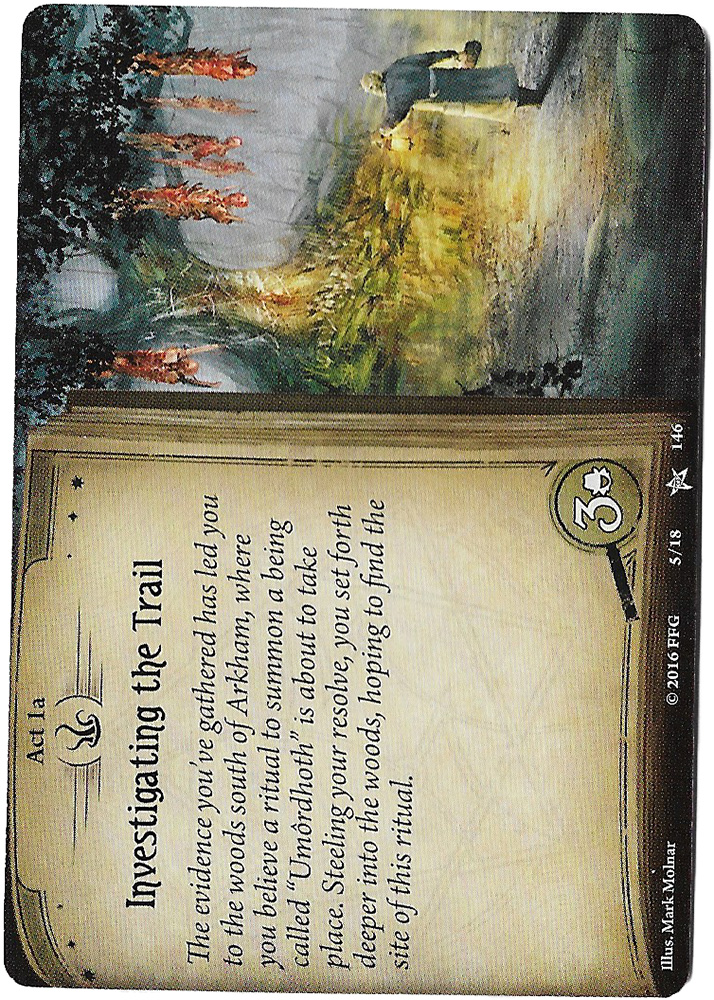 Act 1a
Investigating the Trail
The evidence you've gathered has led you
to the woods south of Arkham, where
you believe a ritual to summon a being
called “Umôrdhoth” is about to take
place. Steeling your resolve, you set forth
deeper into the woods, hoping to find the
site of this ritual.
3
Illus. Mark Molnar
© 2016 FFG
5/18
146